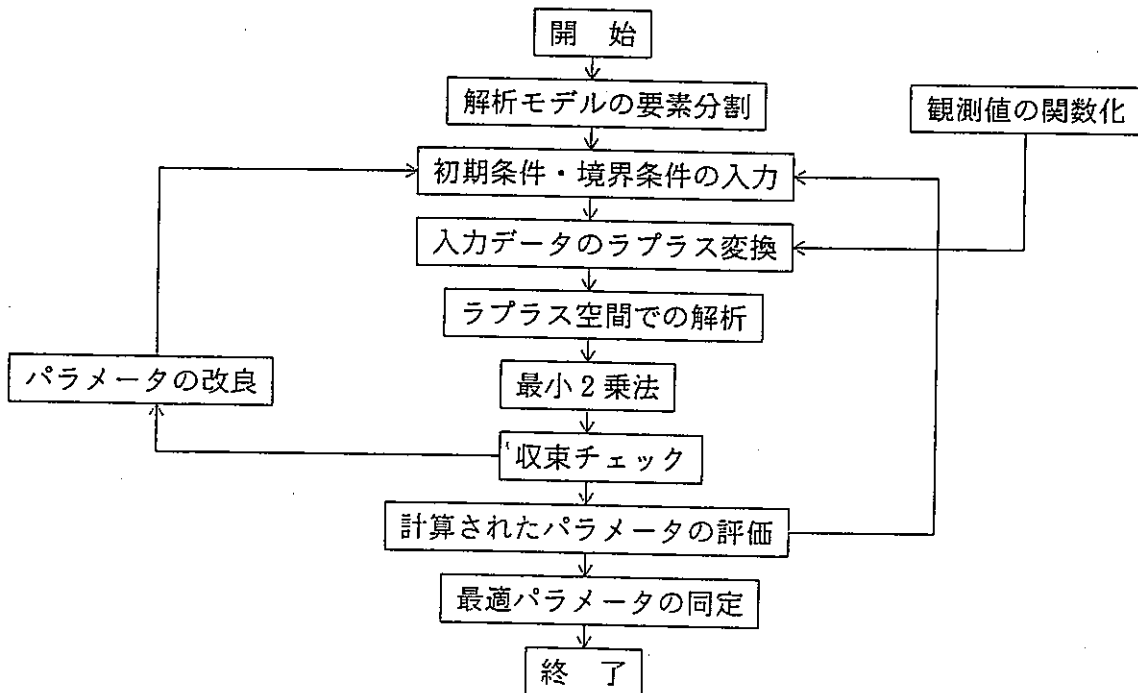 開 始
解析モデルの要素分割
観測値の関数化
初期条件・境界条件の入力
入力データのラプラス変換
ラプラス空間での解析
パラメータの改良
最小2乗法
収束チェック
計算されたパラメータの評価
最適パラメータの同定
終 了